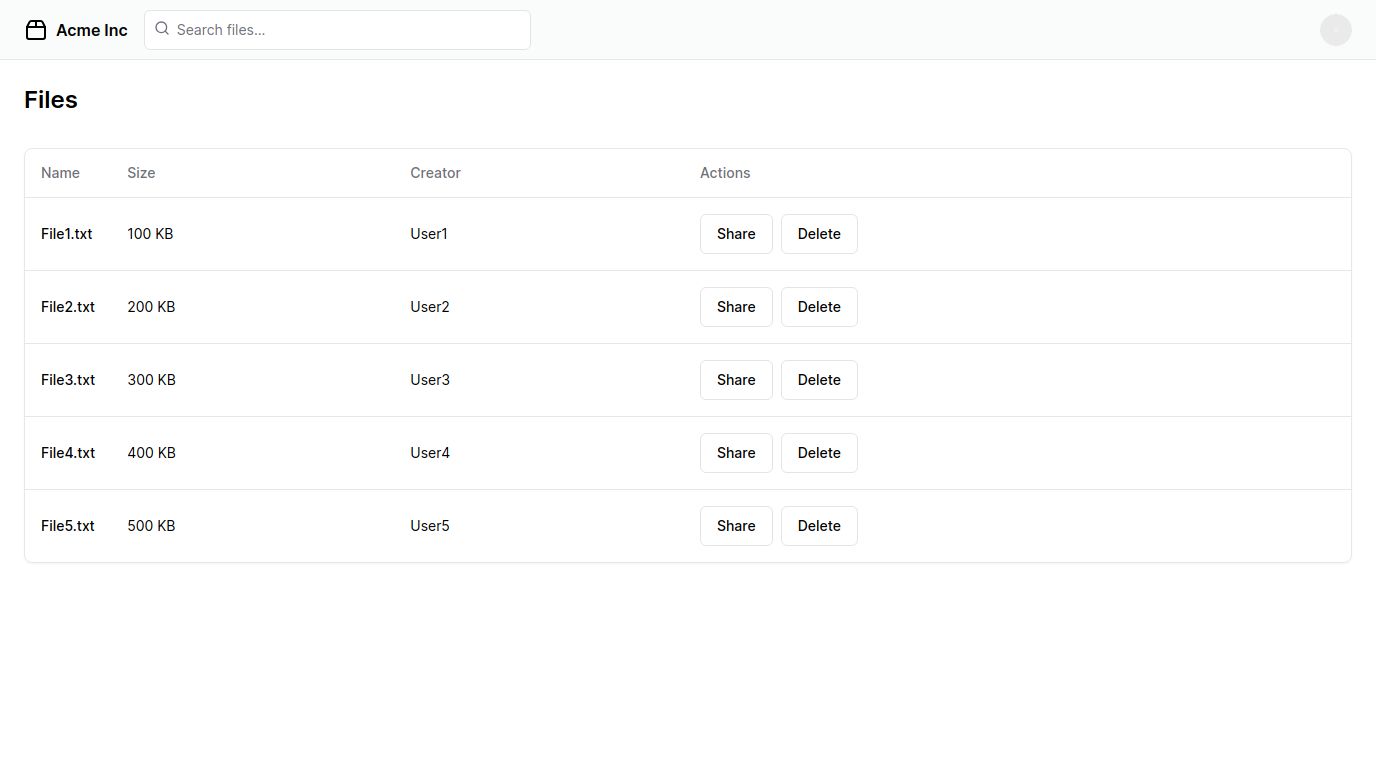 Acme Inc
Search files...
Files
Name Size Creator Actions
File1.txt 100 KB User1 Share Delete
File2.txt 200 KB User2 Share Delete
File3.txt 300 KB User3 Share Delete
File4.txt 400 KB User4 Share Delete
File5.txt 500 KB User5 Share Delete